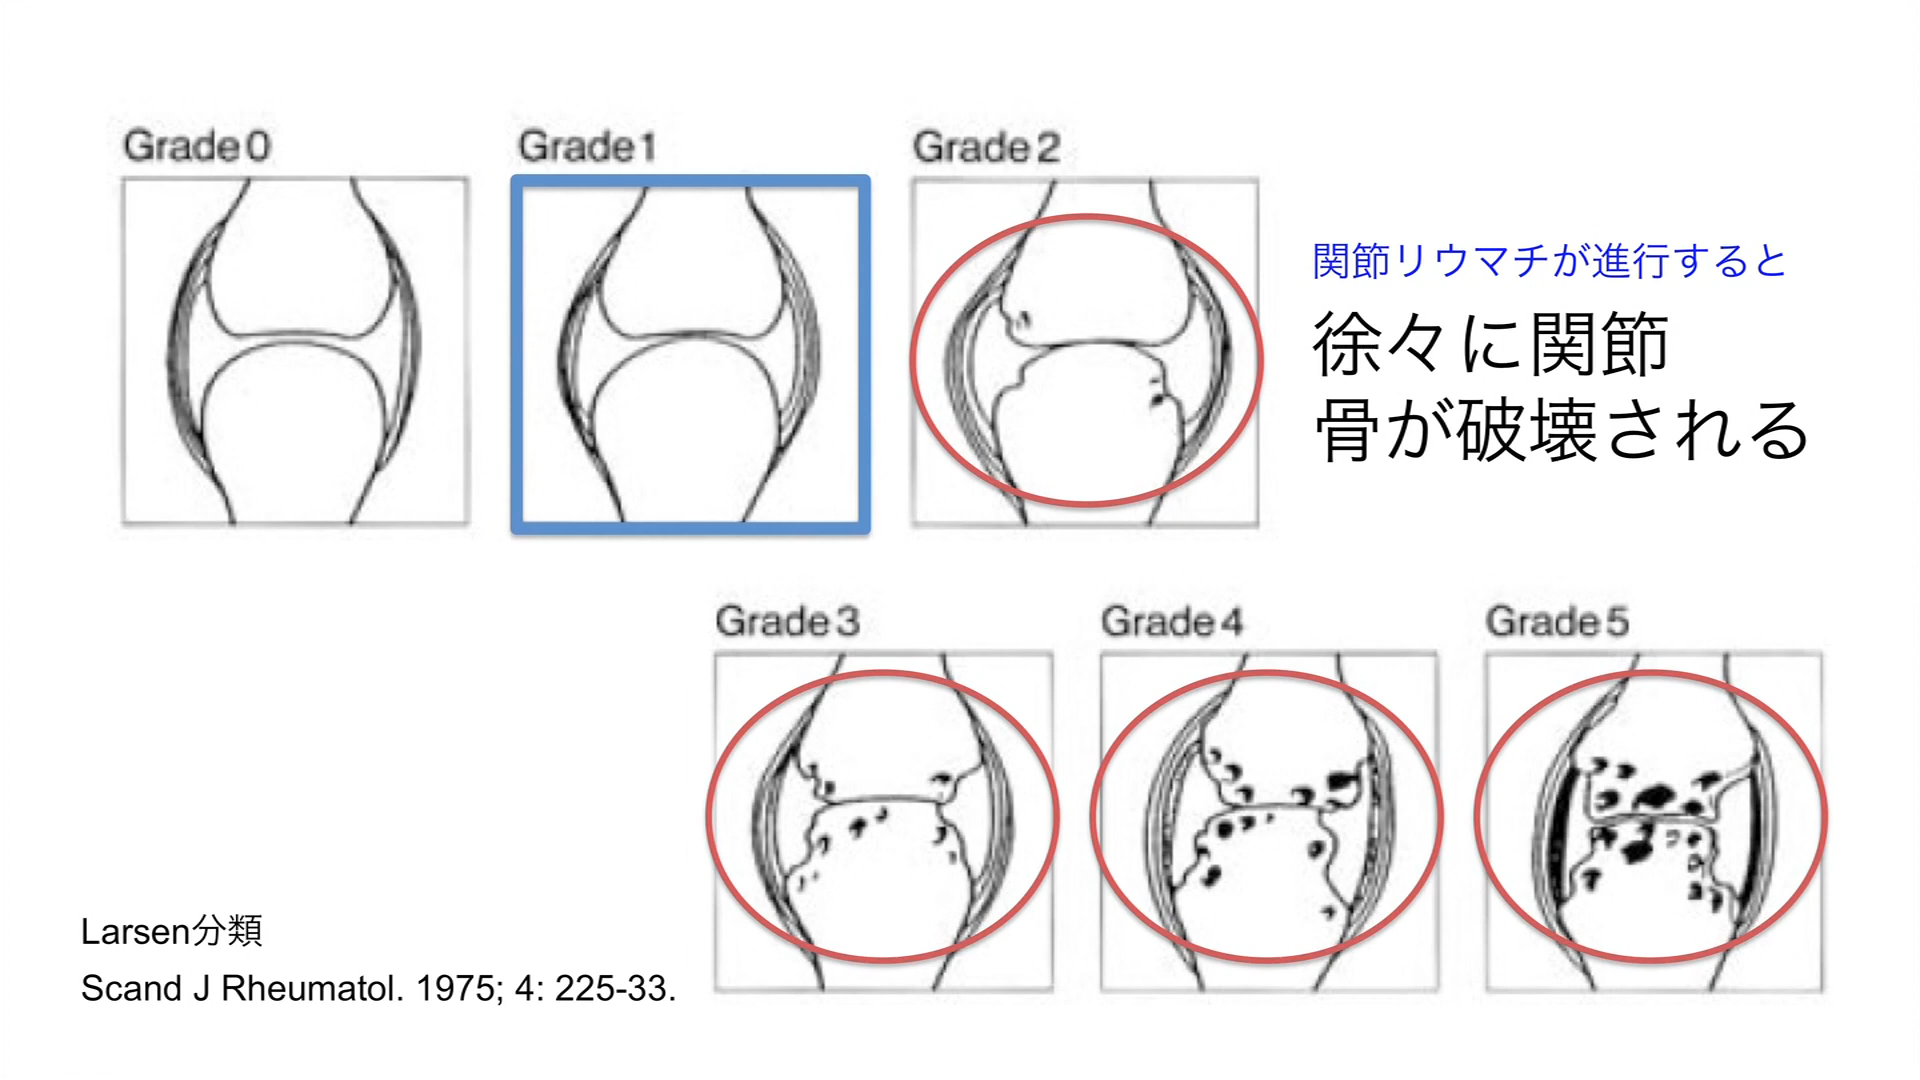 Grade 0
Grade 1
Grade 2
関節リウマチが進行すると
徐々に関節
骨が破壊される
Grade 3
Grade 4
Grade 5
Larsen分類
Scand J Rheumatol. 1975; 4: 225-33.